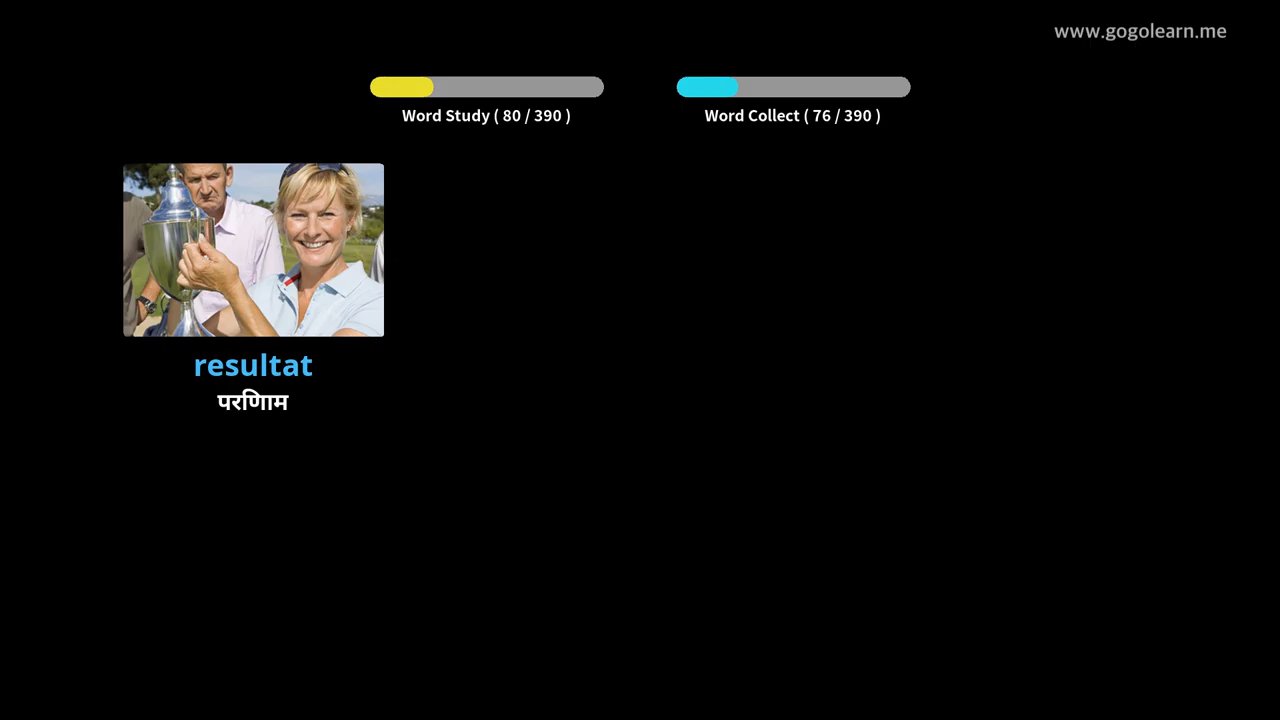 www.gogolearn.me
Word Study ( 80 / 390 )
Word Collect ( 76 / 390 )
resultat
परिणाम